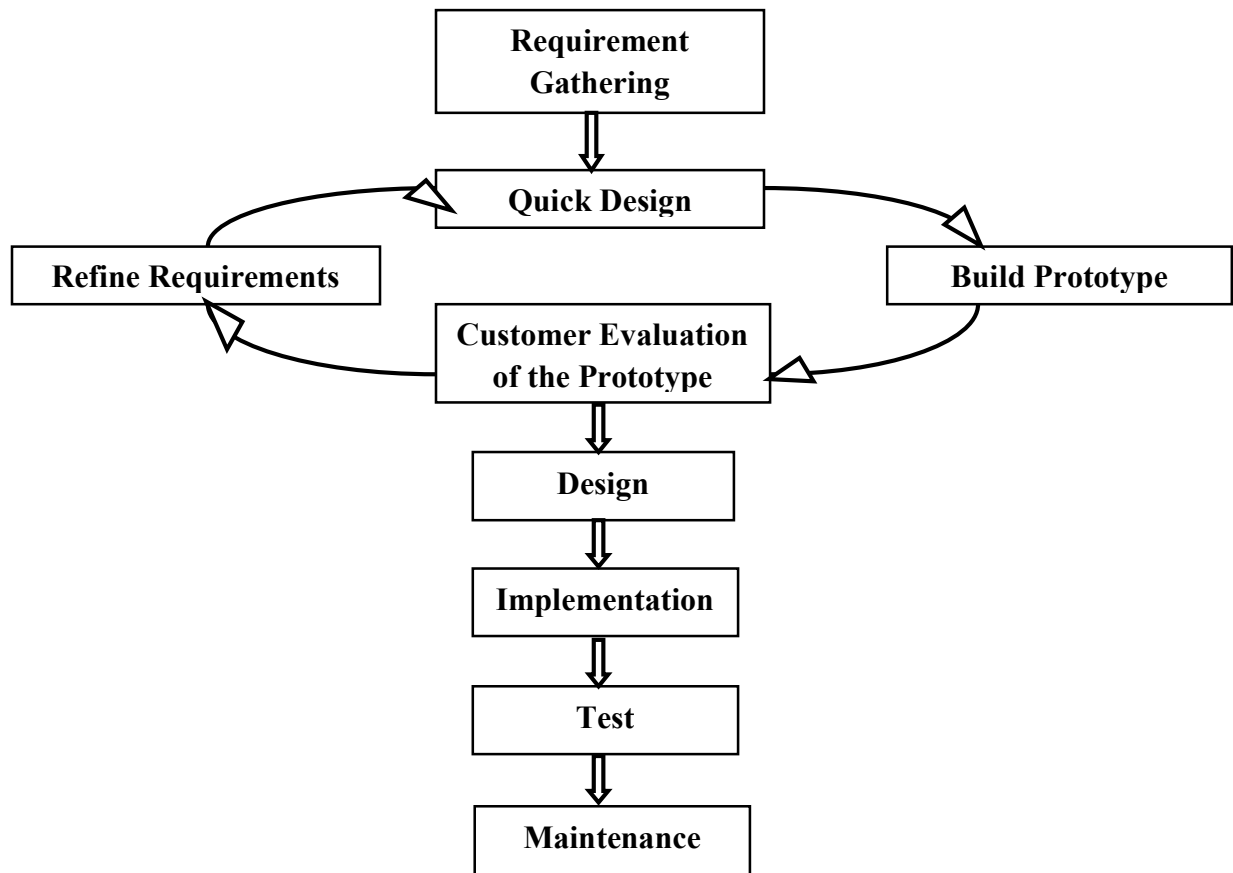 Requirement
Gathering
Quick Design
Refine Requirements
Build Prototype
Customer Evaluation
of the Prototype
Design
Implementation
Test
Maintenance